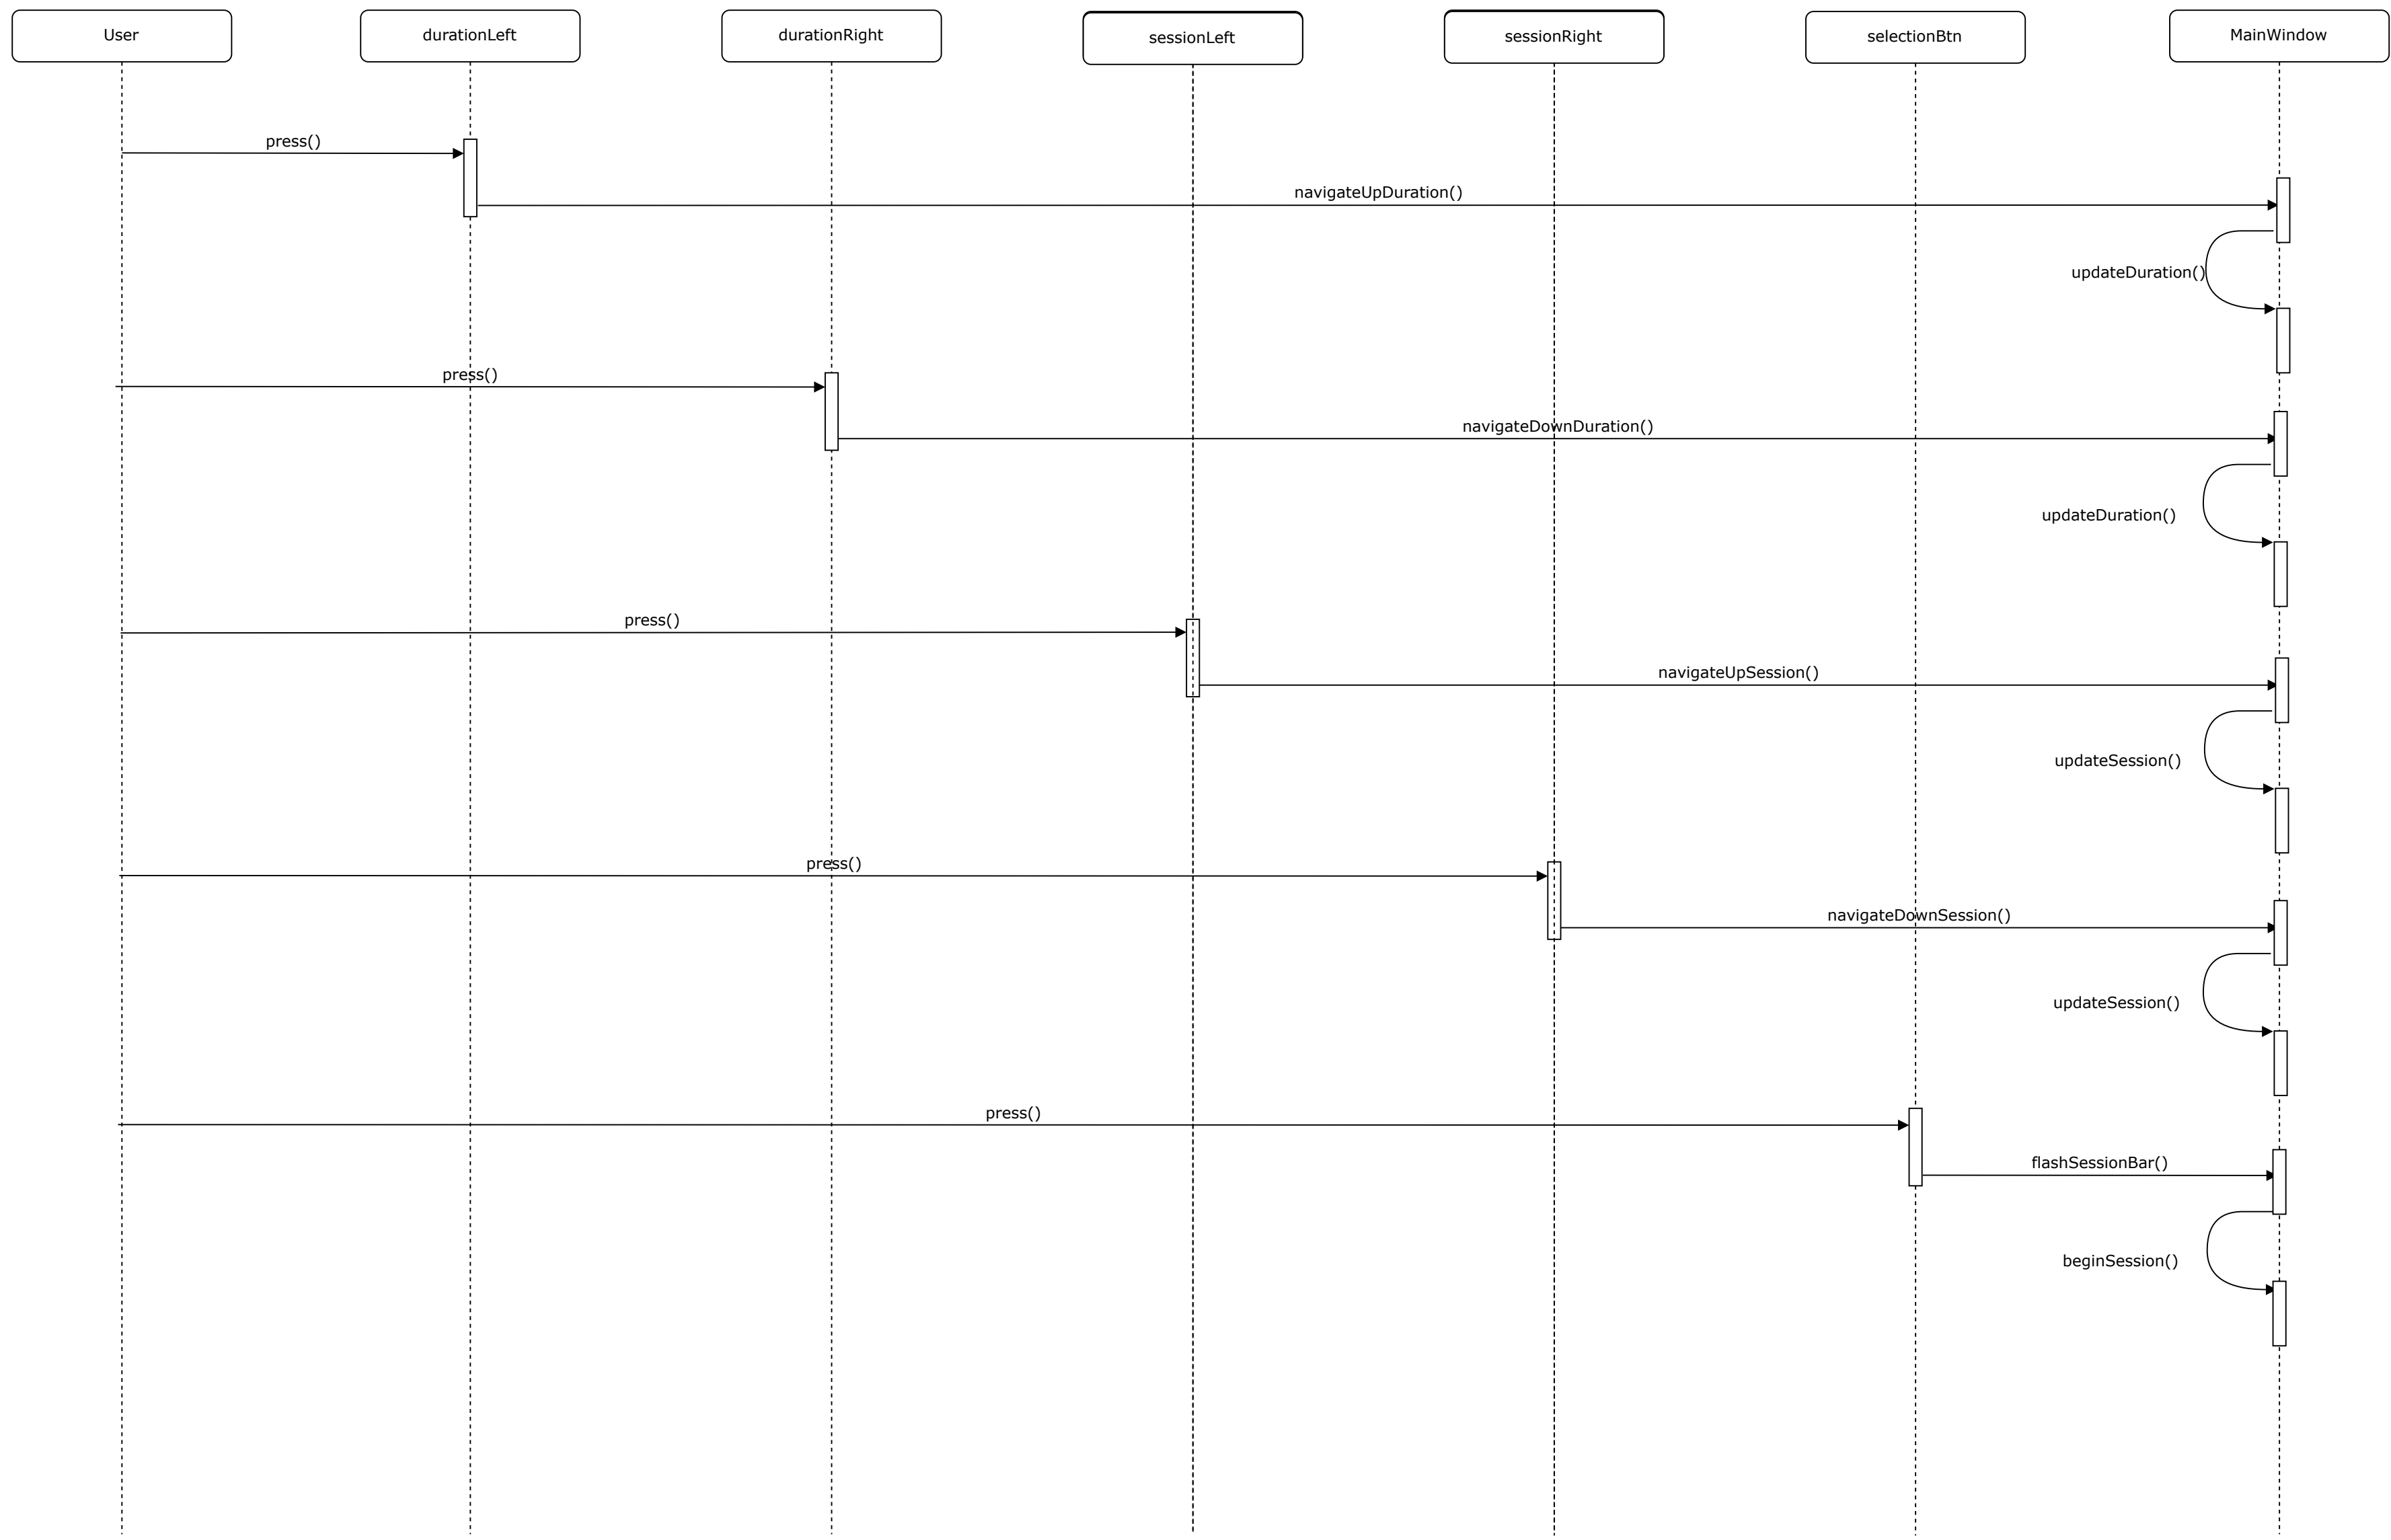 User
durationLeft
durationRight
sessionLeft
sessionRight
selectionBtn
MainWindow
press()
navigateUpDuration()
updateDuration()
press()
navigateDownDuration()
updateDuration()
press()
navigateUpSession()
updateSession()
press()
navigateDownSession()
updateSession()
press()
flashSessionBar()
beginSession()